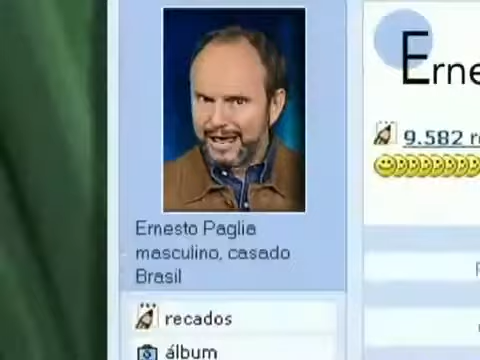 Ernesto Paglia
masculino, casado
Brasil
recados
álbum
Erne
9.582 r